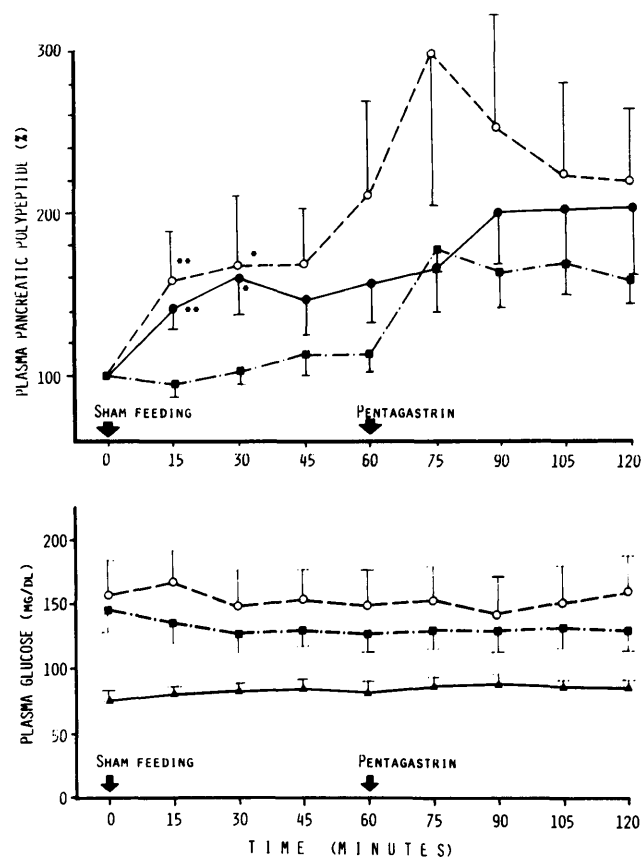 PLASMA PANCREATIC POLYPEPTIDE (%)
300
200
100
SHAM FEEDING
PENTAGASTRIN
0 15 30 45 60 75 90 105 120
PLASMA GLUCOSE (MG/DL)
200
150
100
50
0
SHAM FEEDING
PENTAGASTRIN
0 15 30 45 60 75 90 105 120
TIME (MINUTES)